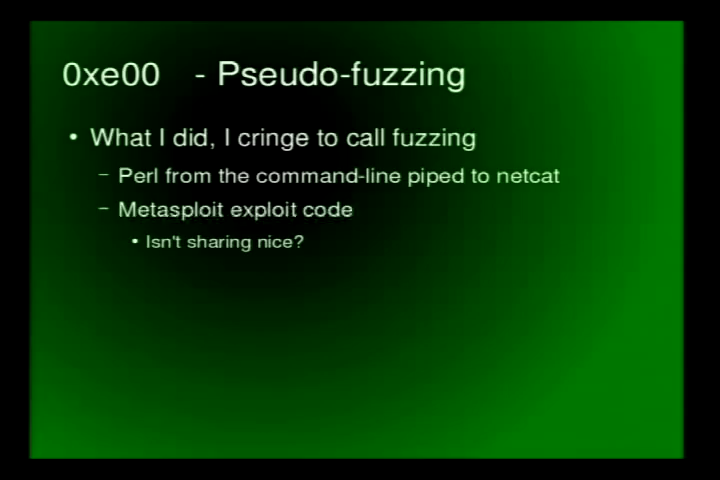 0xe00 - Pseudo-fuzzing
• What I did, I cringe to call fuzzing
– Perl from the command-line piped to netcat
– Metasploit exploit code
• Isn't sharing nice?